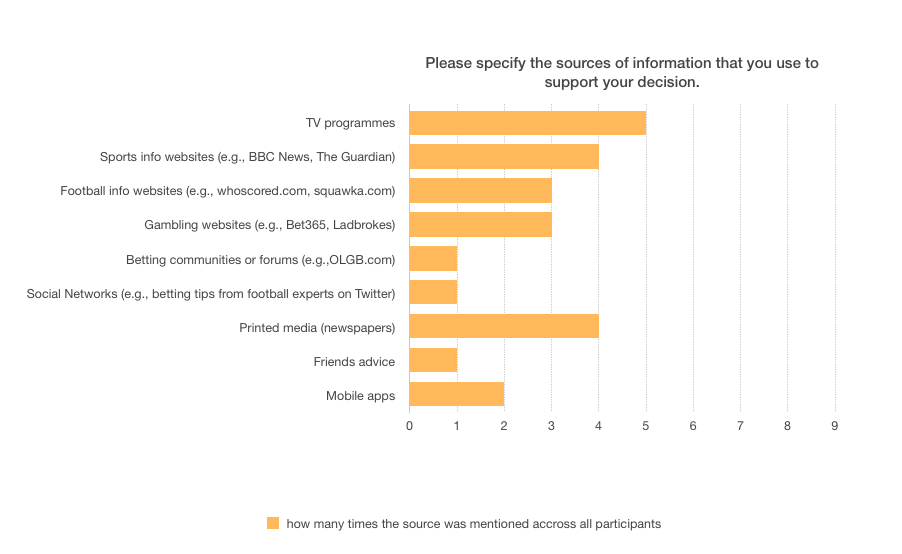 Please specify the sources of information that you use to
support your decision.
TV programmes
Sports info websites (e.g., BBC News, The Guardian)
Football info websites (e.g., whoscored.com, squawka.com)
Gambling websites (e.g., Bet365, Ladbrokes)
Betting communities or forums (e.g.,OLGB.com)
Social Networks (e.g., betting tips from football experts on Twitter)
Printed media (newspapers)
Friends advice
Mobile apps
0 1 2 3 4 5 6 7 8 9
how many times the source was mentioned accross all participants